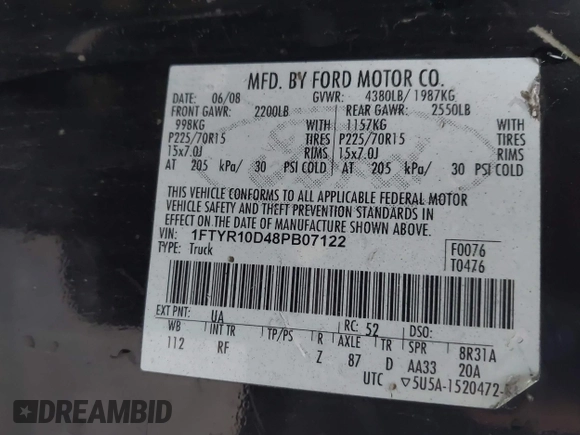 MFD. BY FORD MOTOR CO.
DATE: 06/08 GVWR: 4380LB/ 1987KG
FRONT GAWR: 2200LB REAR GAWR: 2550LB
998KG WITH 1157KG WITH
P225/70R15 TIRES P225/70R15 TIRES
15x7.0J RIMS 15x7.0J RIMS
AT 205 kPa/ 30 PSI COLD AT 205 kPa/ 30 PSI COLD
THIS VEHICLE CONFORMS TO ALL APPLICABLE FEDERAL MOTOR
VEHICLE SAFETY AND THEFT PREVENTION STANDARDS IN
EFFECT ON THE DATE OF MANUFACTURE SHOWN ABOVE.
VIN: 1FTYR10D48PB07122
TYPE: Truck
F0076
T0476
EXT PNT: UA RC: 52 DSO:
WB INT TR TP/PS R AXLE TR SPR 8R31A
112 RF Z 87 D AA33 20A
UTC ▽5U5A-1520472-
DREAMBID